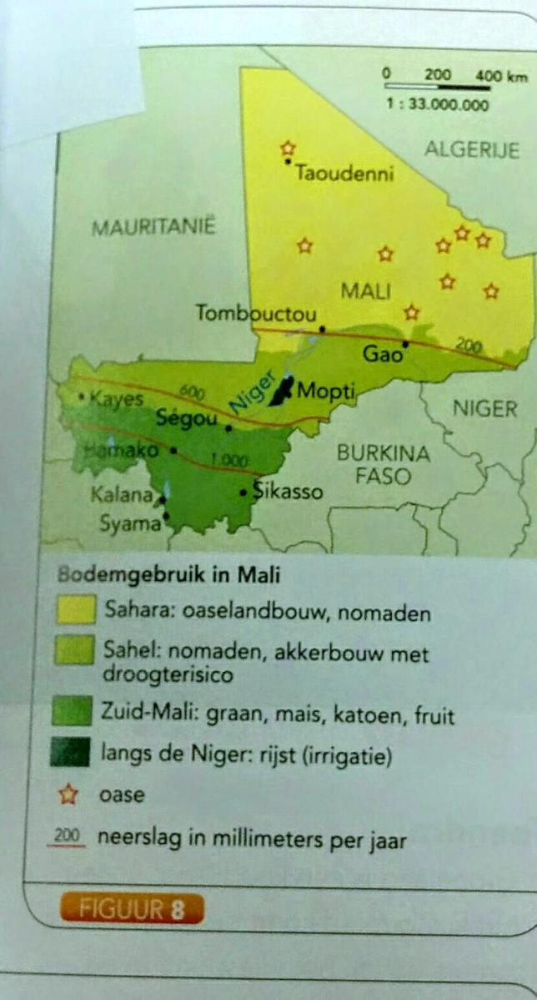 0 200 400 km
1 : 33.000.000
ALGERIJE
Taoudenni
MAURITANIË
MALI
Tombouctou
200
Gao
600
Niger
Kayes
Mopti
Ségou
NIGER
Bamako
1.000
BURKINA
FASO
Kalana
Sikasso
Syama
Bodemgebruik in Mali
Sahara: oaselandbouw, nomaden
Sahel: nomaden, akkerbouw met
droogterisico
Zuid-Mali: graan, mais, katoen, fruit
langs de Niger: rijst (irrigatie)
oase
200 neerslag in millimeters per jaar
FIGUUR 8